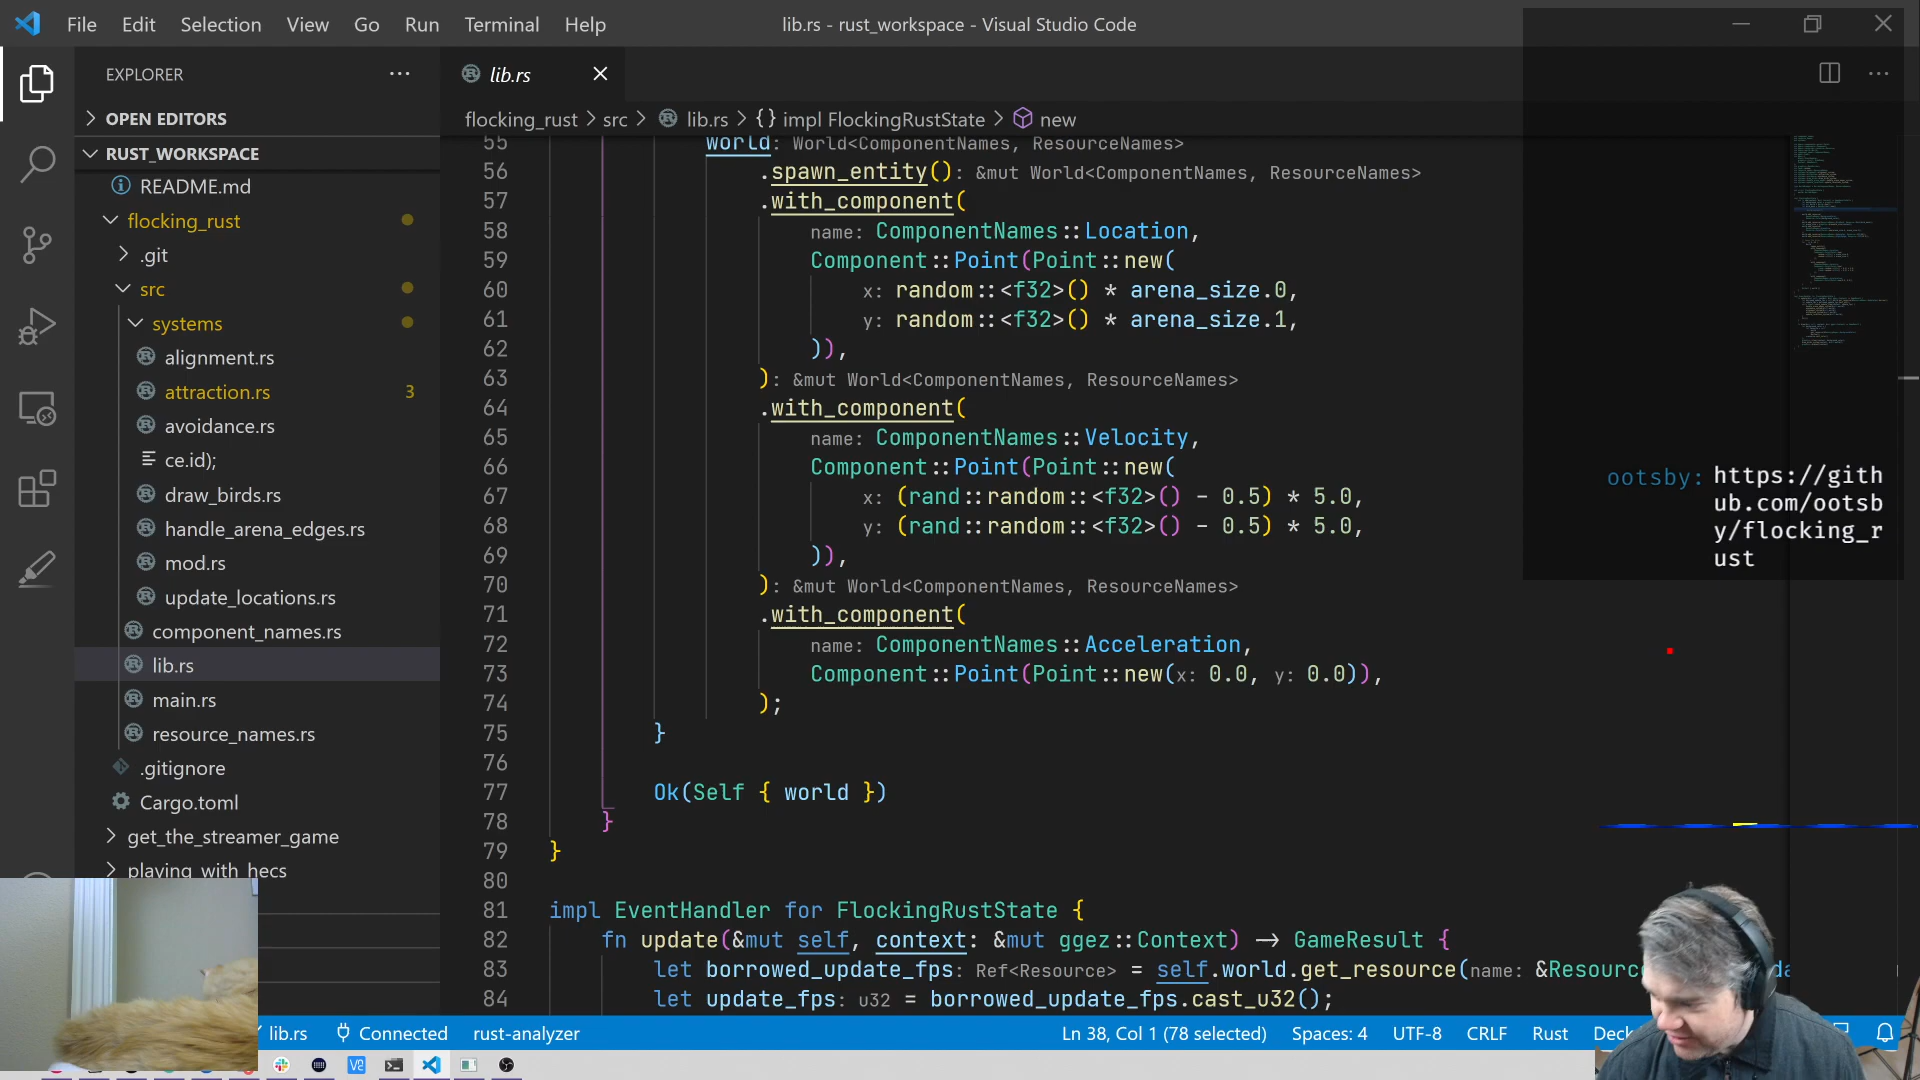 File Edit Selection View Go Run Terminal Help
lib.rs - rust_workspace - Visual Studio Code
EXPLORER
OPEN EDITORS
RUST_WORKSPACE
README.md
flocking_rust
.git
src
systems
alignment.rs
attraction.rs 3
avoidance.rs
ce.id);
draw_birds.rs
handle_arena_edges.rs
mod.rs
update_locations.rs
component_names.rs
lib.rs
main.rs
resource_names.rs
.gitignore
Cargo.toml
get_the_streamer_game
playing_with_hecs
lib.rs
flocking_rust > src > lib.rs > {} impl FlockingRustState > new
55 world: World<ComponentNames, ResourceNames>
56 .spawn_entity(): &mut World<ComponentNames, ResourceNames>
57 .with_component(
58 name: ComponentNames::Location,
59 Component::Point(Point::new(
60 x: random::<f32>() * arena_size.0,
61 y: random::<f32>() * arena_size.1,
62 )),
63 ): &mut World<ComponentNames, ResourceNames>
64 .with_component(
65 name: ComponentNames::Velocity,
66 Component::Point(Point::new(
67 x: (rand::random::<f32>() - 0.5) * 5.0,
68 y: (rand::random::<f32>() - 0.5) * 5.0,
69 )),
70 ): &mut World<ComponentNames, ResourceNames>
71 .with_component(
72 name: ComponentNames::Acceleration,
73 Component::Point(Point::new(x: 0.0, y: 0.0)),
74 );
75 }
76
77 Ok(Self { world })
78 }
79 }
80
81 impl EventHandler for FlockingRustState {
82 fn update(&mut self, context: &mut ggez::Context) -> GameResult {
83 let borrowed_update_fps: Ref<Resource> = self.world.get_resource(name: &Resourc
84 let update_fps: u32 = borrowed_update_fps.cast_u32();
ootsby: https://gith
ub.com/ootsb
y/flocking_r
ust
lib.rs Connected rust-analyzer Ln 38, Col 1 (78 selected) Spaces: 4 UTF-8 CRLF Rust Deck